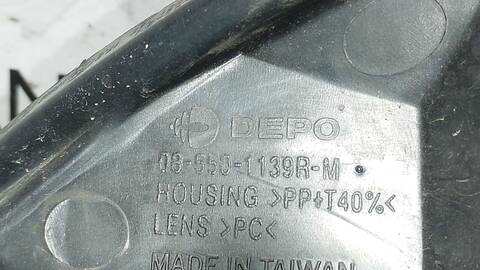 DEPO
08-550-1139R-M
HOUSING >PP+T40%<
LENS >PC<
MADE IN TAIWAN